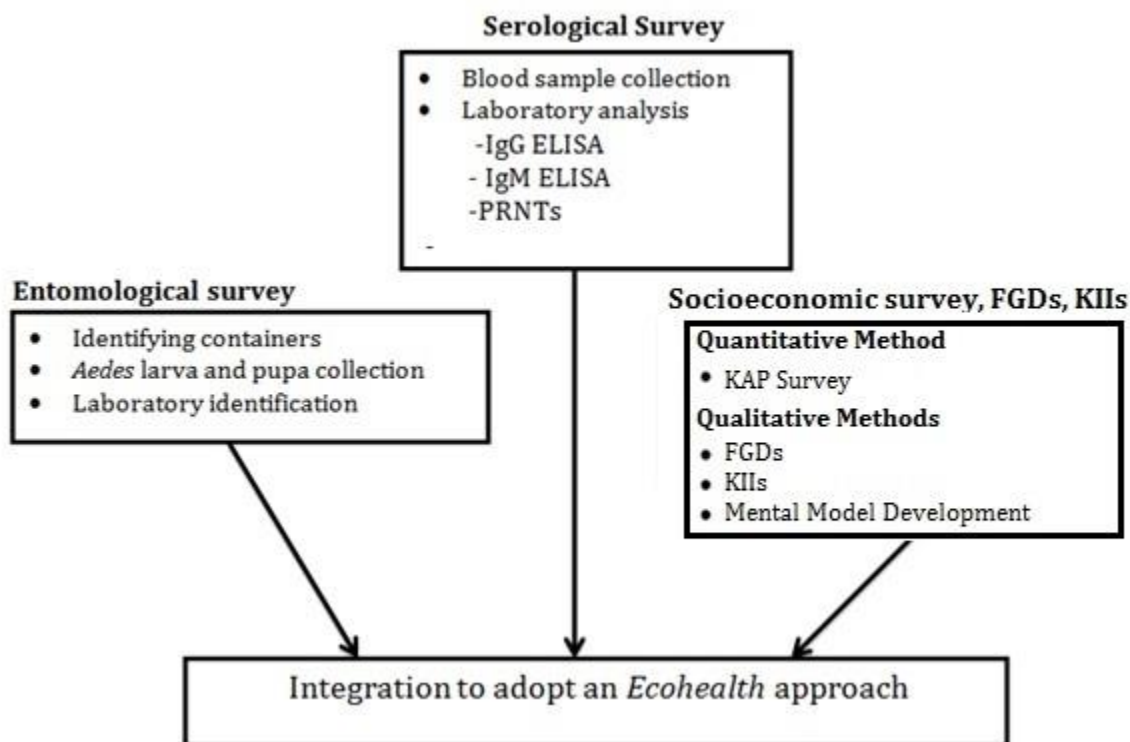 Serological Survey
• Blood sample collection
• Laboratory analysis
-IgG ELISA
- IgM ELISA
-PRNTs
-
Entomological survey
• Identifying containers
• Aedes larva and pupa collection
• Laboratory identification
Socioeconomic survey, FGDs, KIIs
Quantitative Method
• KAP Survey
Qualitative Methods
• FGDs
• KIIs
• Mental Model Development
Integration to adopt an Ecohealth approach